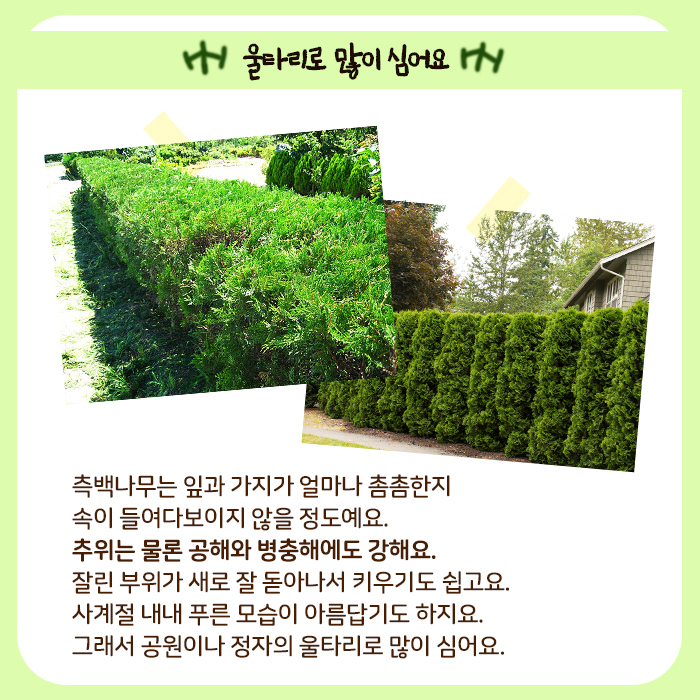 울타리로 많이 심어요
측백나무는 잎과 가지가 얼마나 촘촘한지
속이 들여다보이지 않을 정도예요.
추위는 물론 공해와 병충해에도 강해요.
잘린 부위가 새로 잘 돋아나서 키우기도 쉽고요.
사계절 내내 푸른 모습이 아름답기도 하지요.
그래서 공원이나 정자의 울타리로 많이 심어요.